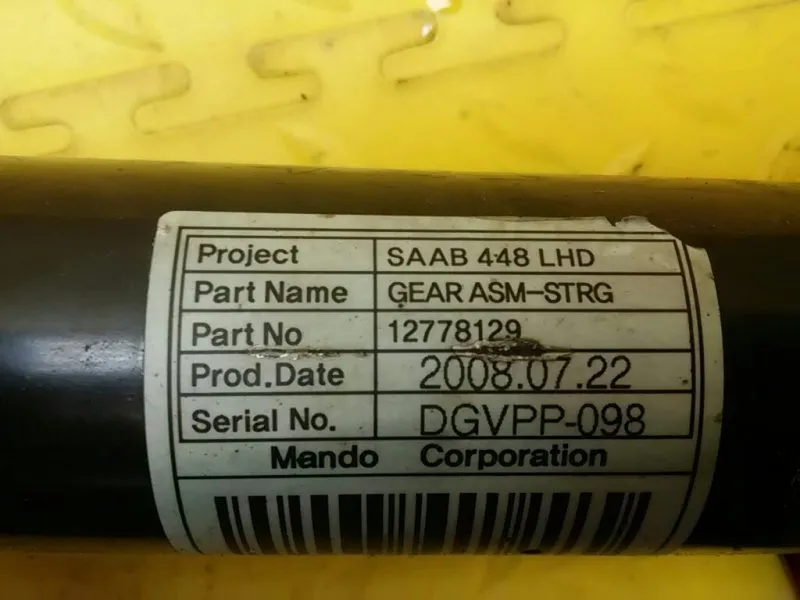 Project SAAB 448 LHD
Part Name GEAR ASM-STRG
Part No 12778129
Prod.Date 2008.07.22
Serial No. DGVPP-098
Mando Corporation